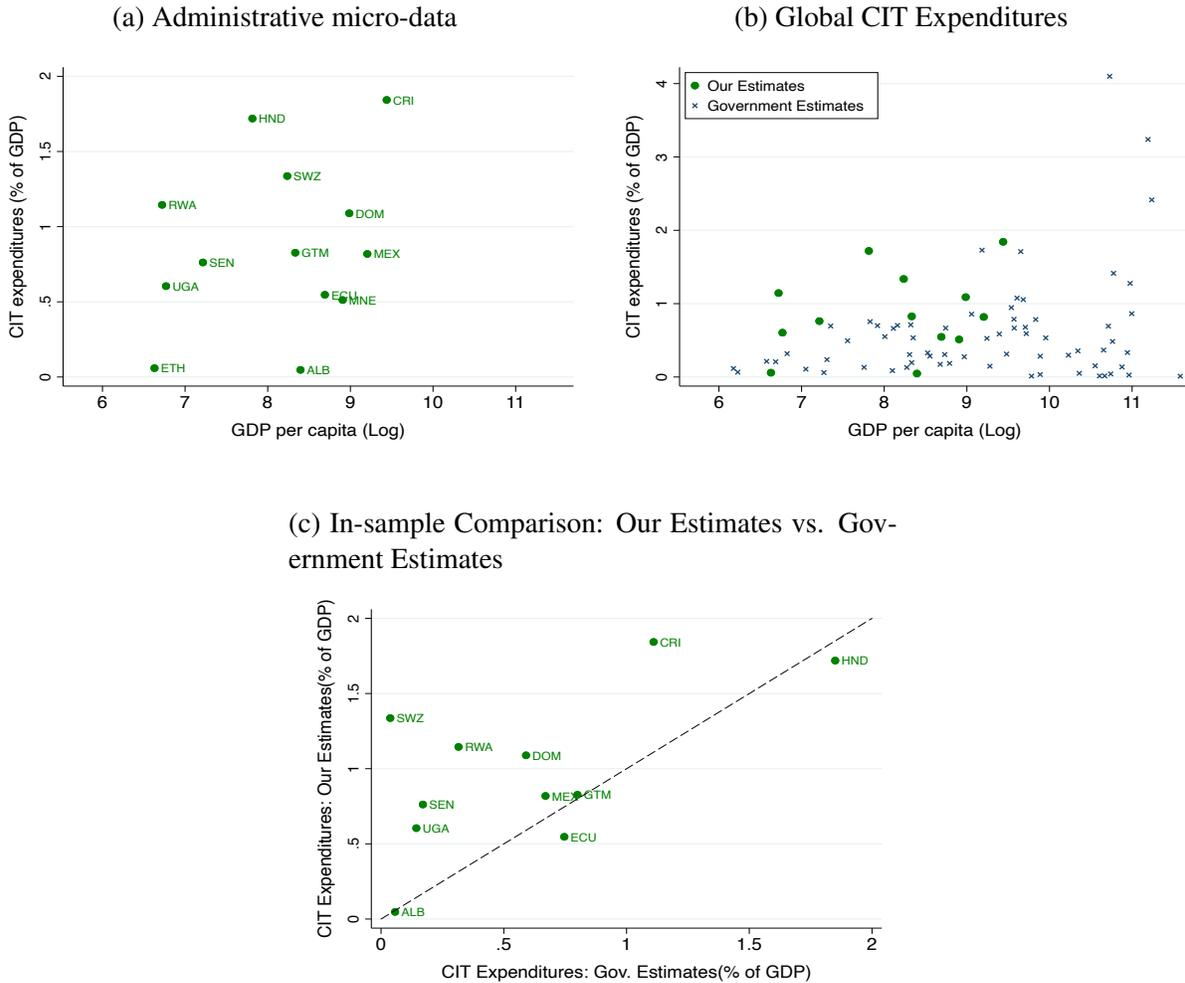 (a) Administrative micro-data
CIT expenditures (% of GDP)
2
1.5
1
.5
0
CRI
HND
SWZ
RWA
DOM
GTM
MEX
SEN
UGA
ECU
MNE
ETH
ALB
6 7 8 9 10 11
GDP per capita (Log)
(b) Global CIT Expenditures
Our Estimates
Government Estimates
CIT expenditures (% of GDP)
4
3
2
1
0
6 7 8 9 10 11
GDP per capita (Log)
(c) In-sample Comparison: Our Estimates vs. Gov-
ernment Estimates
CIT Expenditures: Our Estimates(% of GDP)
2
1.5
1
.5
0
CRI
HND
SWZ
RWA
DOM
MEX
GTM
SEN
UGA
ECU
ALB
0 .5 1 1.5 2
CIT Expenditures: Gov. Estimates(% of GDP)